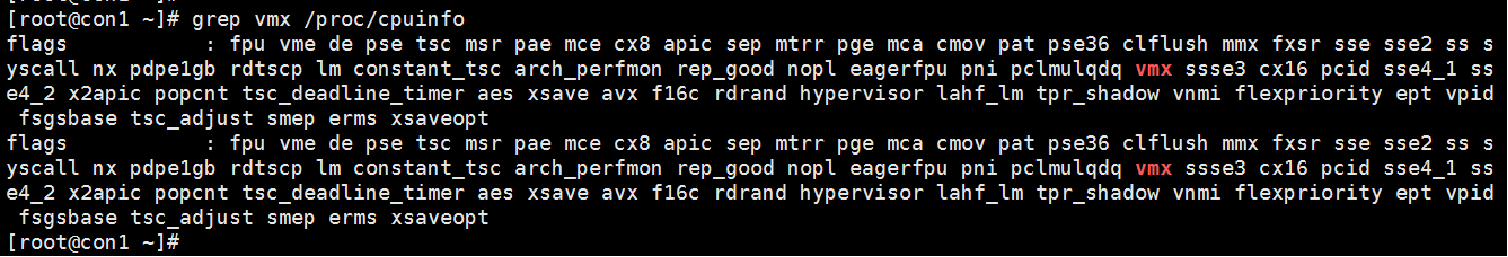 [root@con1 ~]# grep vmx /proc/cpuinfo
flags           : fpu vme de pse tsc msr pae mce cx8 apic sep mtrr pge mca cmov pat pse36 clflush mmx fxsr sse sse2 ss s
yscall nx pdpe1gb rdtscp lm constant_tsc arch_perfmon rep_good nopl eagerfpu pni pclmulqdq vmx ssse3 cx16 pcid sse4_1 ss
e4_2 x2apic popcnt tsc_deadline_timer aes xsave avx f16c rdrand hypervisor lahf_lm tpr_shadow vnmi flexpriority ept vpid
 fsgsbase tsc_adjust smep erms xsaveopt
flags           : fpu vme de pse tsc msr pae mce cx8 apic sep mtrr pge mca cmov pat pse36 clflush mmx fxsr sse sse2 ss s
yscall nx pdpe1gb rdtscp lm constant_tsc arch_perfmon rep_good nopl eagerfpu pni pclmulqdq vmx ssse3 cx16 pcid sse4_1 ss
e4_2 x2apic popcnt tsc_deadline_timer aes xsave avx f16c rdrand hypervisor lahf_lm tpr_shadow vnmi flexpriority ept vpid
 fsgsbase tsc_adjust smep erms xsaveopt
[root@con1 ~]#